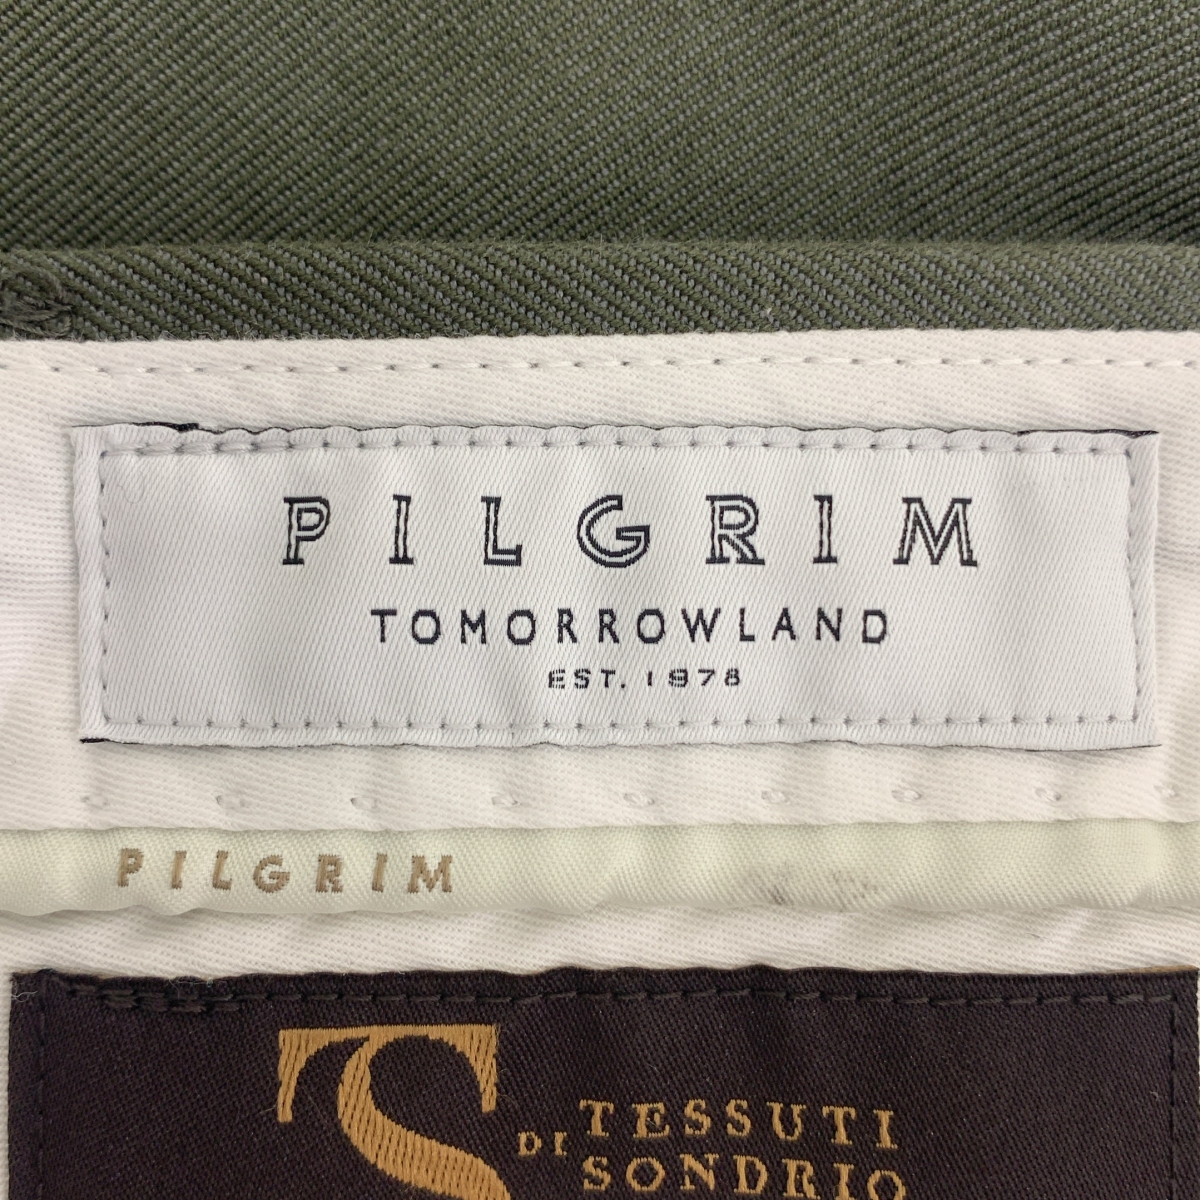 PILGRIM
TOMORROWLAND
EST. 1978
PILGRIM
TS
DI TESSUTI
SONDRIO